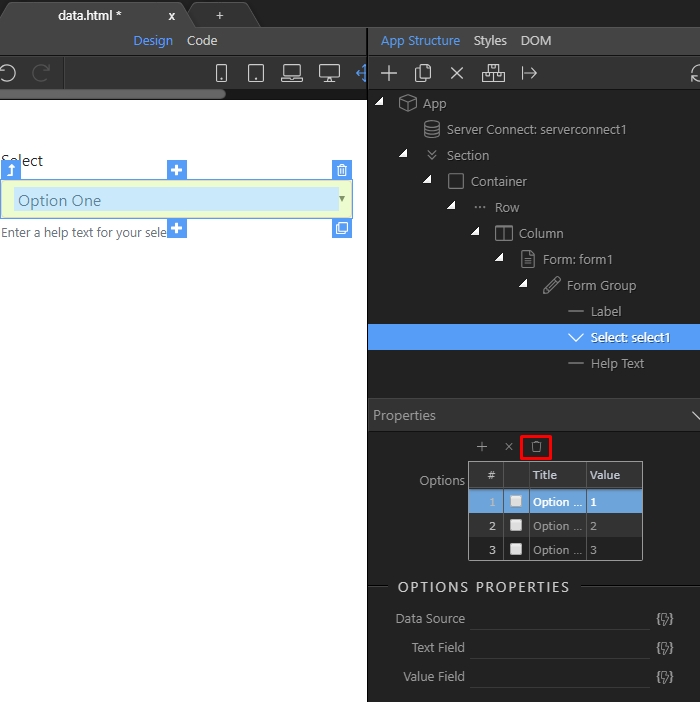 data.html * x +
Design Code
App Structure Styles DOM
App
Server Connect: serverconnect1
Section
Container
Row
Column
Form: form1
Form Group
Label
Select: select1
Help Text
Select
Option One
Enter a help text for your sele
Properties
Options
# Title Value
1 Option ... 1
2 Option ... 2
3 Option ... 3
OPTIONS PROPERTIES
Data Source
Text Field
Value Field